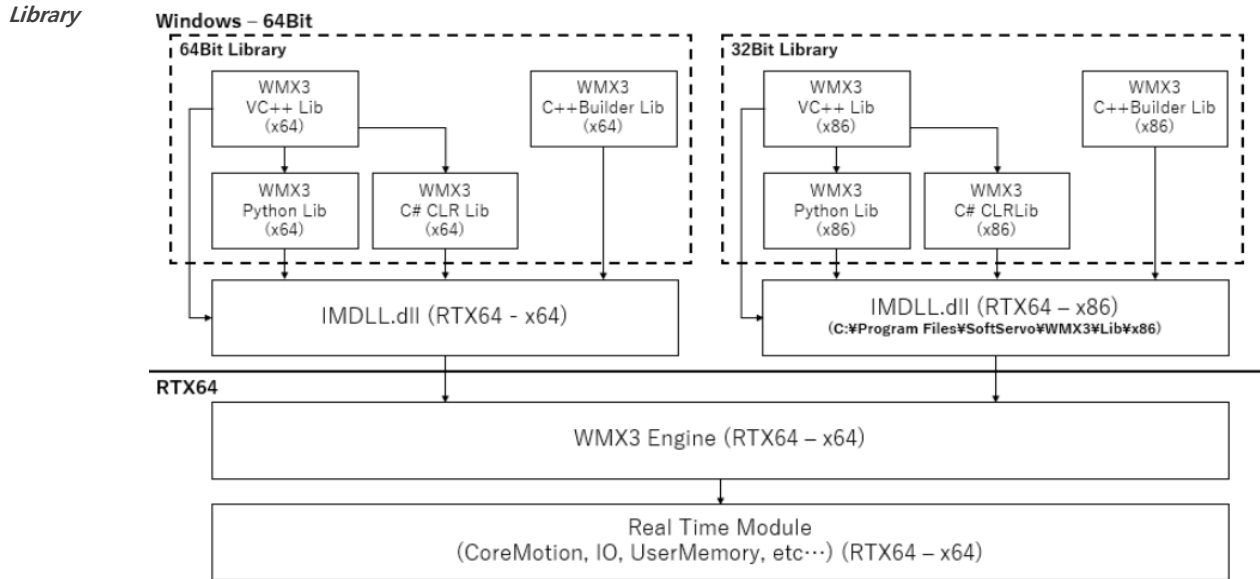 Library
Windows – 64Bit
64Bit Library
WMX3
VC++ Lib
(x64)
WMX3
C++Builder Lib
(x64)
WMX3
Python Lib
(x64)
WMX3
C# CLR Lib
(x64)
IMDLL.dll (RTX64 - x64)
32Bit Library
WMX3
VC++ Lib
(x86)
WMX3
C++Builder Lib
(x86)
WMX3
Python Lib
(x86)
WMX3
C# CLRLib
(x86)
IMDLL.dll (RTX64 – x86)
(C:¥Program Files¥SoftServo¥WMX3¥Lib¥x86)
RTX64
WMX3 Engine (RTX64 – x64)
Real Time Module
(CoreMotion, IO, UserMemory, etc⋯) (RTX64 – x64)